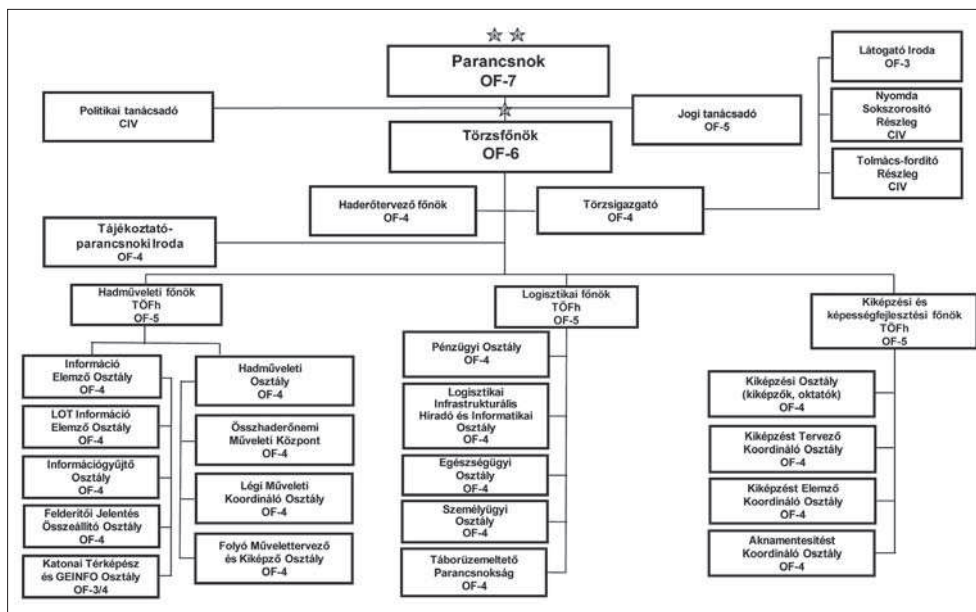 Parancsnok
OF-7
Politikai tanácsadó
CIV
Jogi tanácsadó
OF-5
Törzsfőnök
OF-6
Látogató Iroda
OF-3
Nyomda
Sokszorosító
Részleg
CIV
Tolmács-fordító
Részleg
CIV
Haderőtervező főnök
OF-4
Törzsigazgató
OF-4
Tájékoztató-
parancsnoki Iroda
OF-4
Hadműveleti főnök
TÖFh
OF-5
Információ
Elemző Osztály
OF-4
LOT Információ
Elemző Osztály
OF-4
Információgyűjtő
Osztály
OF-4
Felderítői Jelentés
Összeállító Osztály
OF-4
Katonai Térképész
és GEINFO Osztály
OF-3/4
Hadműveleti
Osztály
OF-4
Összhaderőnemi
Műveleti Központ
OF-4
Légi Műveleti
Koordináló Osztály
OF-4
FolyóMűvelettervező
és Kiképző Osztály
OF-4
Logisztikai főnök
TÖFh
OF-5
Pénzügyi Osztály
OF-4
Logisztikai
Infrastrukturális
Híradó és Informatikai
Osztály
OF-4
Egészségügyi
Osztály
OF-4
Személyügyi
Osztály
OF-4
Táborüzemeltető
Parancsnokság
OF-4
Kiképzési és
képességfejlesztési főnök
TÖFh
OF-5
Kiképzési Osztály
(kiképzők, oktatók)
OF-4
Kiképzést Tervező
Koordináló Osztály
OF-4
Kiképzést Elemző
Koordináló Osztály
OF-4
Aknamentesítést
Koordináló Osztály
OF-4